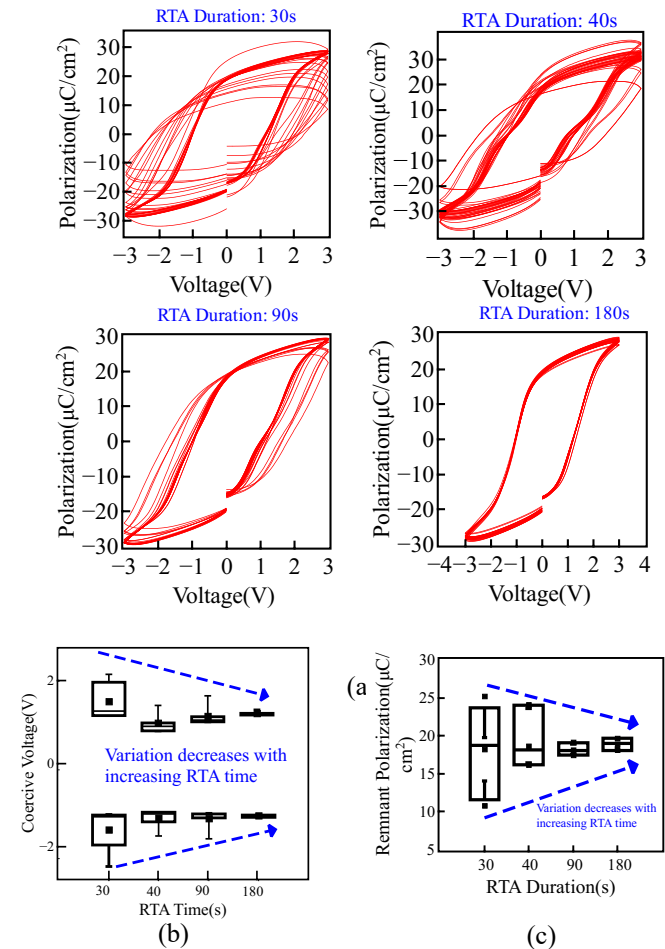 RTA Duration: 30s
Polarization(μC/cm²)
30
20
10
0
−10
−20
−30
−3 −2 −1 0 1 2 3
Voltage(V)
RTA Duration: 40s
Polarization(μC/cm²)
30
20
10
0
−10
−20
−30
−3 −2 −1 0 1 2 3
Voltage(V)
RTA Duration: 90s
Polarization(μC/cm²)
30
20
10
0
−10
−20
−30
−3 −2 −1 0 1 2 3
Voltage(V)
RTA Duration: 180s
Polarization(μC/cm²)
30
20
10
0
−10
−20
−30
−4 −3 −2 −1 0 1 2 3 4
Voltage(V)
(a
Coercive Voltage(V)
2
0
−2
Variation decreases with
increasing RTA time
30 40 90 180
RTA Time(s)
(b)
Remnant Polarization(μC/
cm²)
30
25
20
15
10
5
Variation decreases with
increasing RTA time
30 40 90 180
RTA Duration(s)
(c)